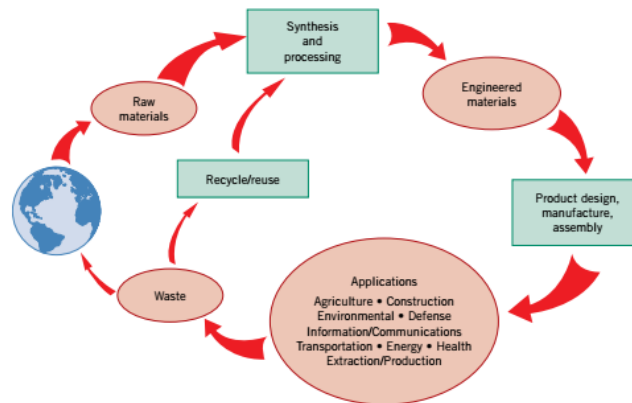 Synthesis
and
processing
Raw
materials
Engineered
materials
Recycle/reuse
Product design,
manufacture,
assembly
Waste
Applications
Agriculture • Construction
Environmental • Defense
Information/Communications
Transportation • Energy • Health
Extraction/Production